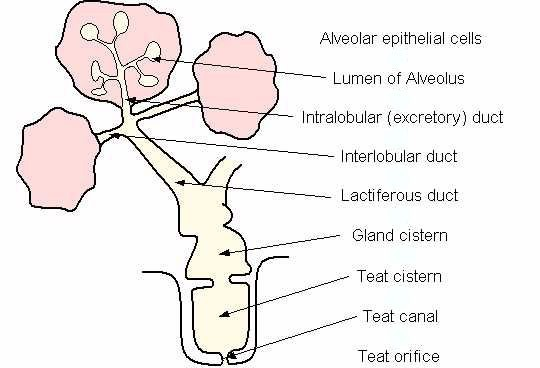 Alveolar epithelial cells
Lumen of Alveolus
Intralobular (excretory) duct
Interlobular duct
Lactiferous duct
Gland cistern
Teat cistern
Teat canal
Teat orifice